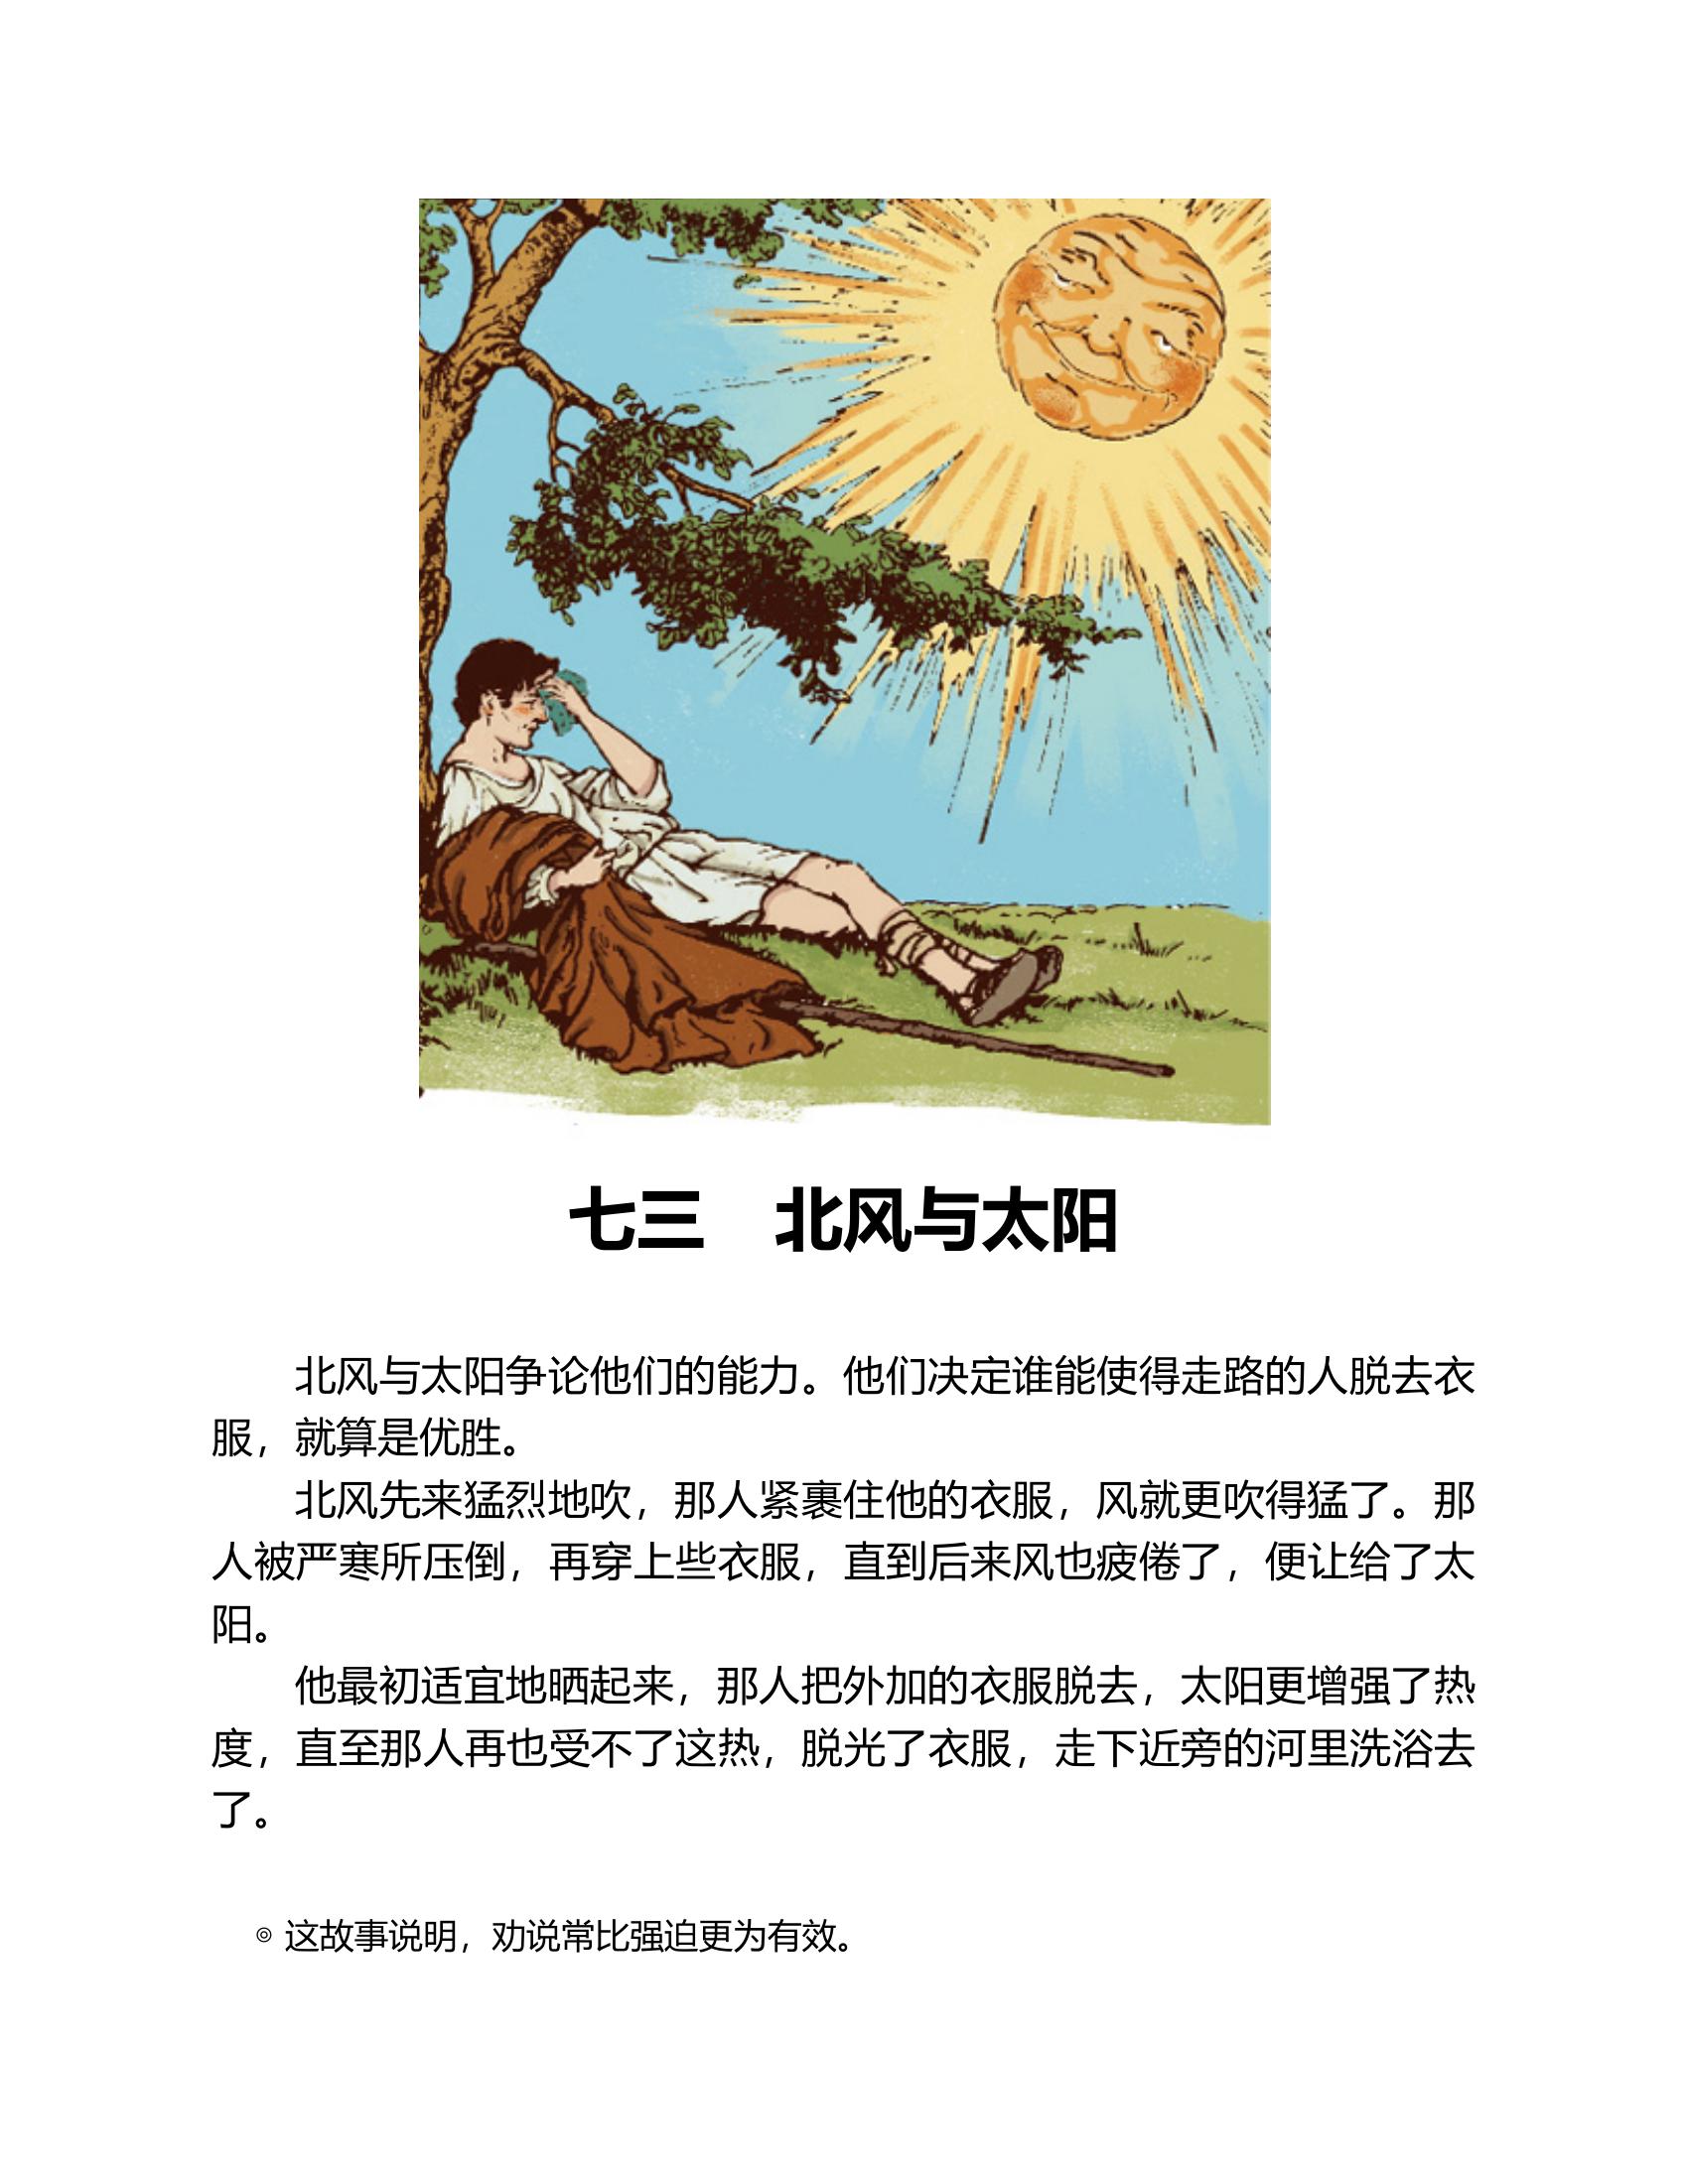 七三　北风与太阳
　　北风与太阳争论他们的能力。他们决定谁能使得走路的人脱去衣
服，就算是优胜。
　　北风先来猛烈地吹，那人紧裹住他的衣服，风就更吹得猛了。那
人被严寒所压倒，再穿上些衣服，直到后来风也疲倦了，便让给了太
阳。
　　他最初适宜地晒起来，那人把外加的衣服脱去，太阳更增强了热
度，直至那人再也受不了这热，脱光了衣服，走下近旁的河里洗浴去
了。
◎ 这故事说明，劝说常比强迫更为有效。